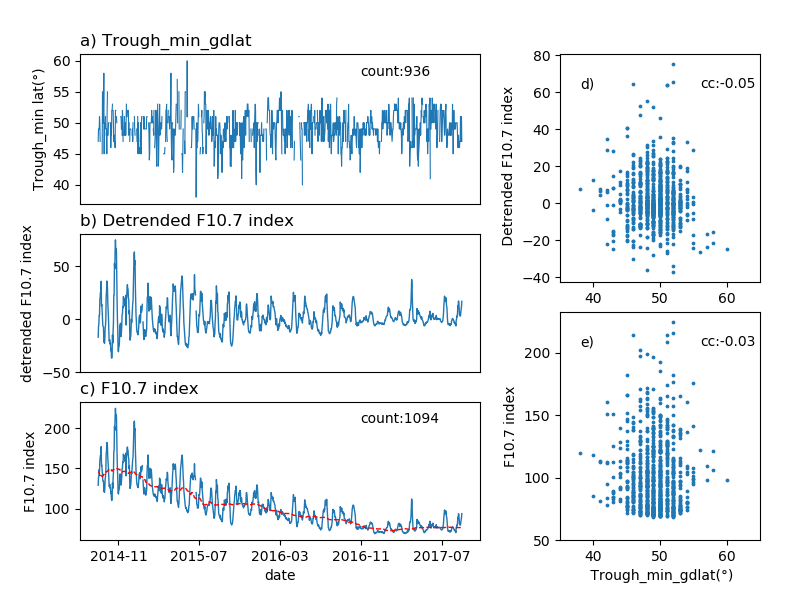 a) Trough_min_gdlat
60
55
50
45
40
Trough_min lat(°)
count:936
b) Detrended F10.7 index
50
0
−50
detrended F10.7 index
c) F10.7 index
200
150
100
F10.7 index
count:1094
2014-11 2015-07 2016-03 2016-11 2017-07
date
80
60
40
20
0
−20
−40
Detrended F10.7 index
d) cc:-0.05
40 50 60
200
150
100
50
F10.7 index
e) cc:-0.03
40 50 60
Trough_min_gdlat(°)